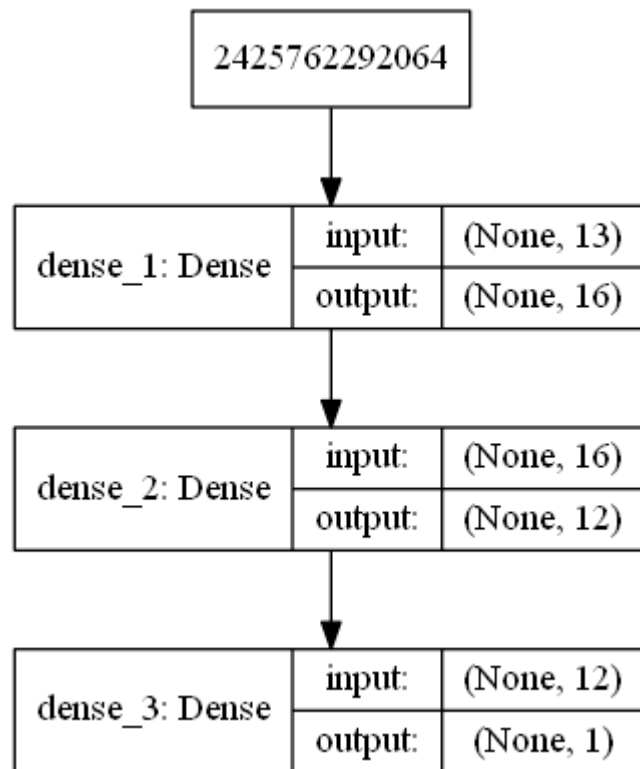 2425762292064
dense_1: Dense
input:
(None, 13)
output:
(None, 16)
dense_2: Dense
input:
(None, 16)
output:
(None, 12)
dense_3: Dense
input:
(None, 12)
output:
(None, 1)